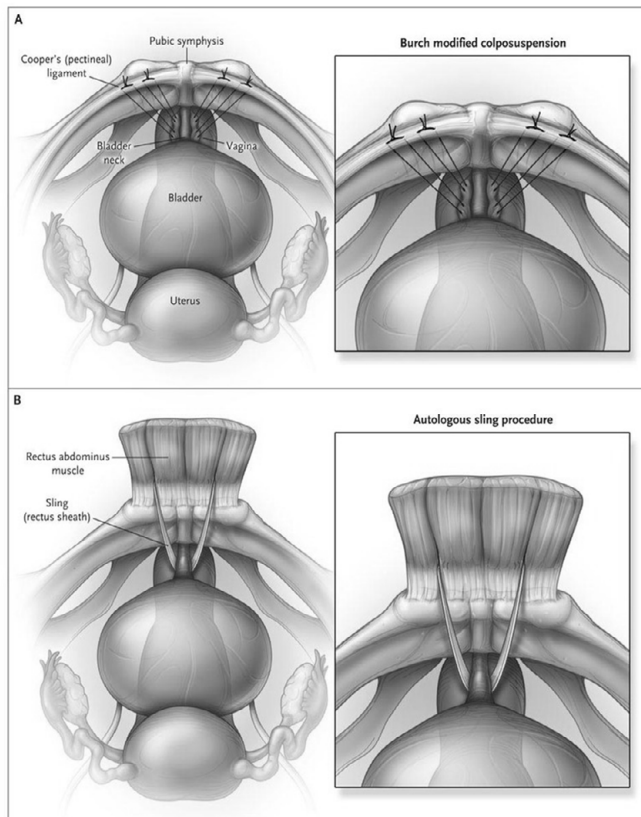 A
Pubic symphysis
Burch modified colposuspension
Cooper's (pectineal)
ligament
Bladder
neck
Vagina
Bladder
Uterus
B
Autologous sling procedure
Rectus abdominus
muscle
Sling
(rectus sheath)